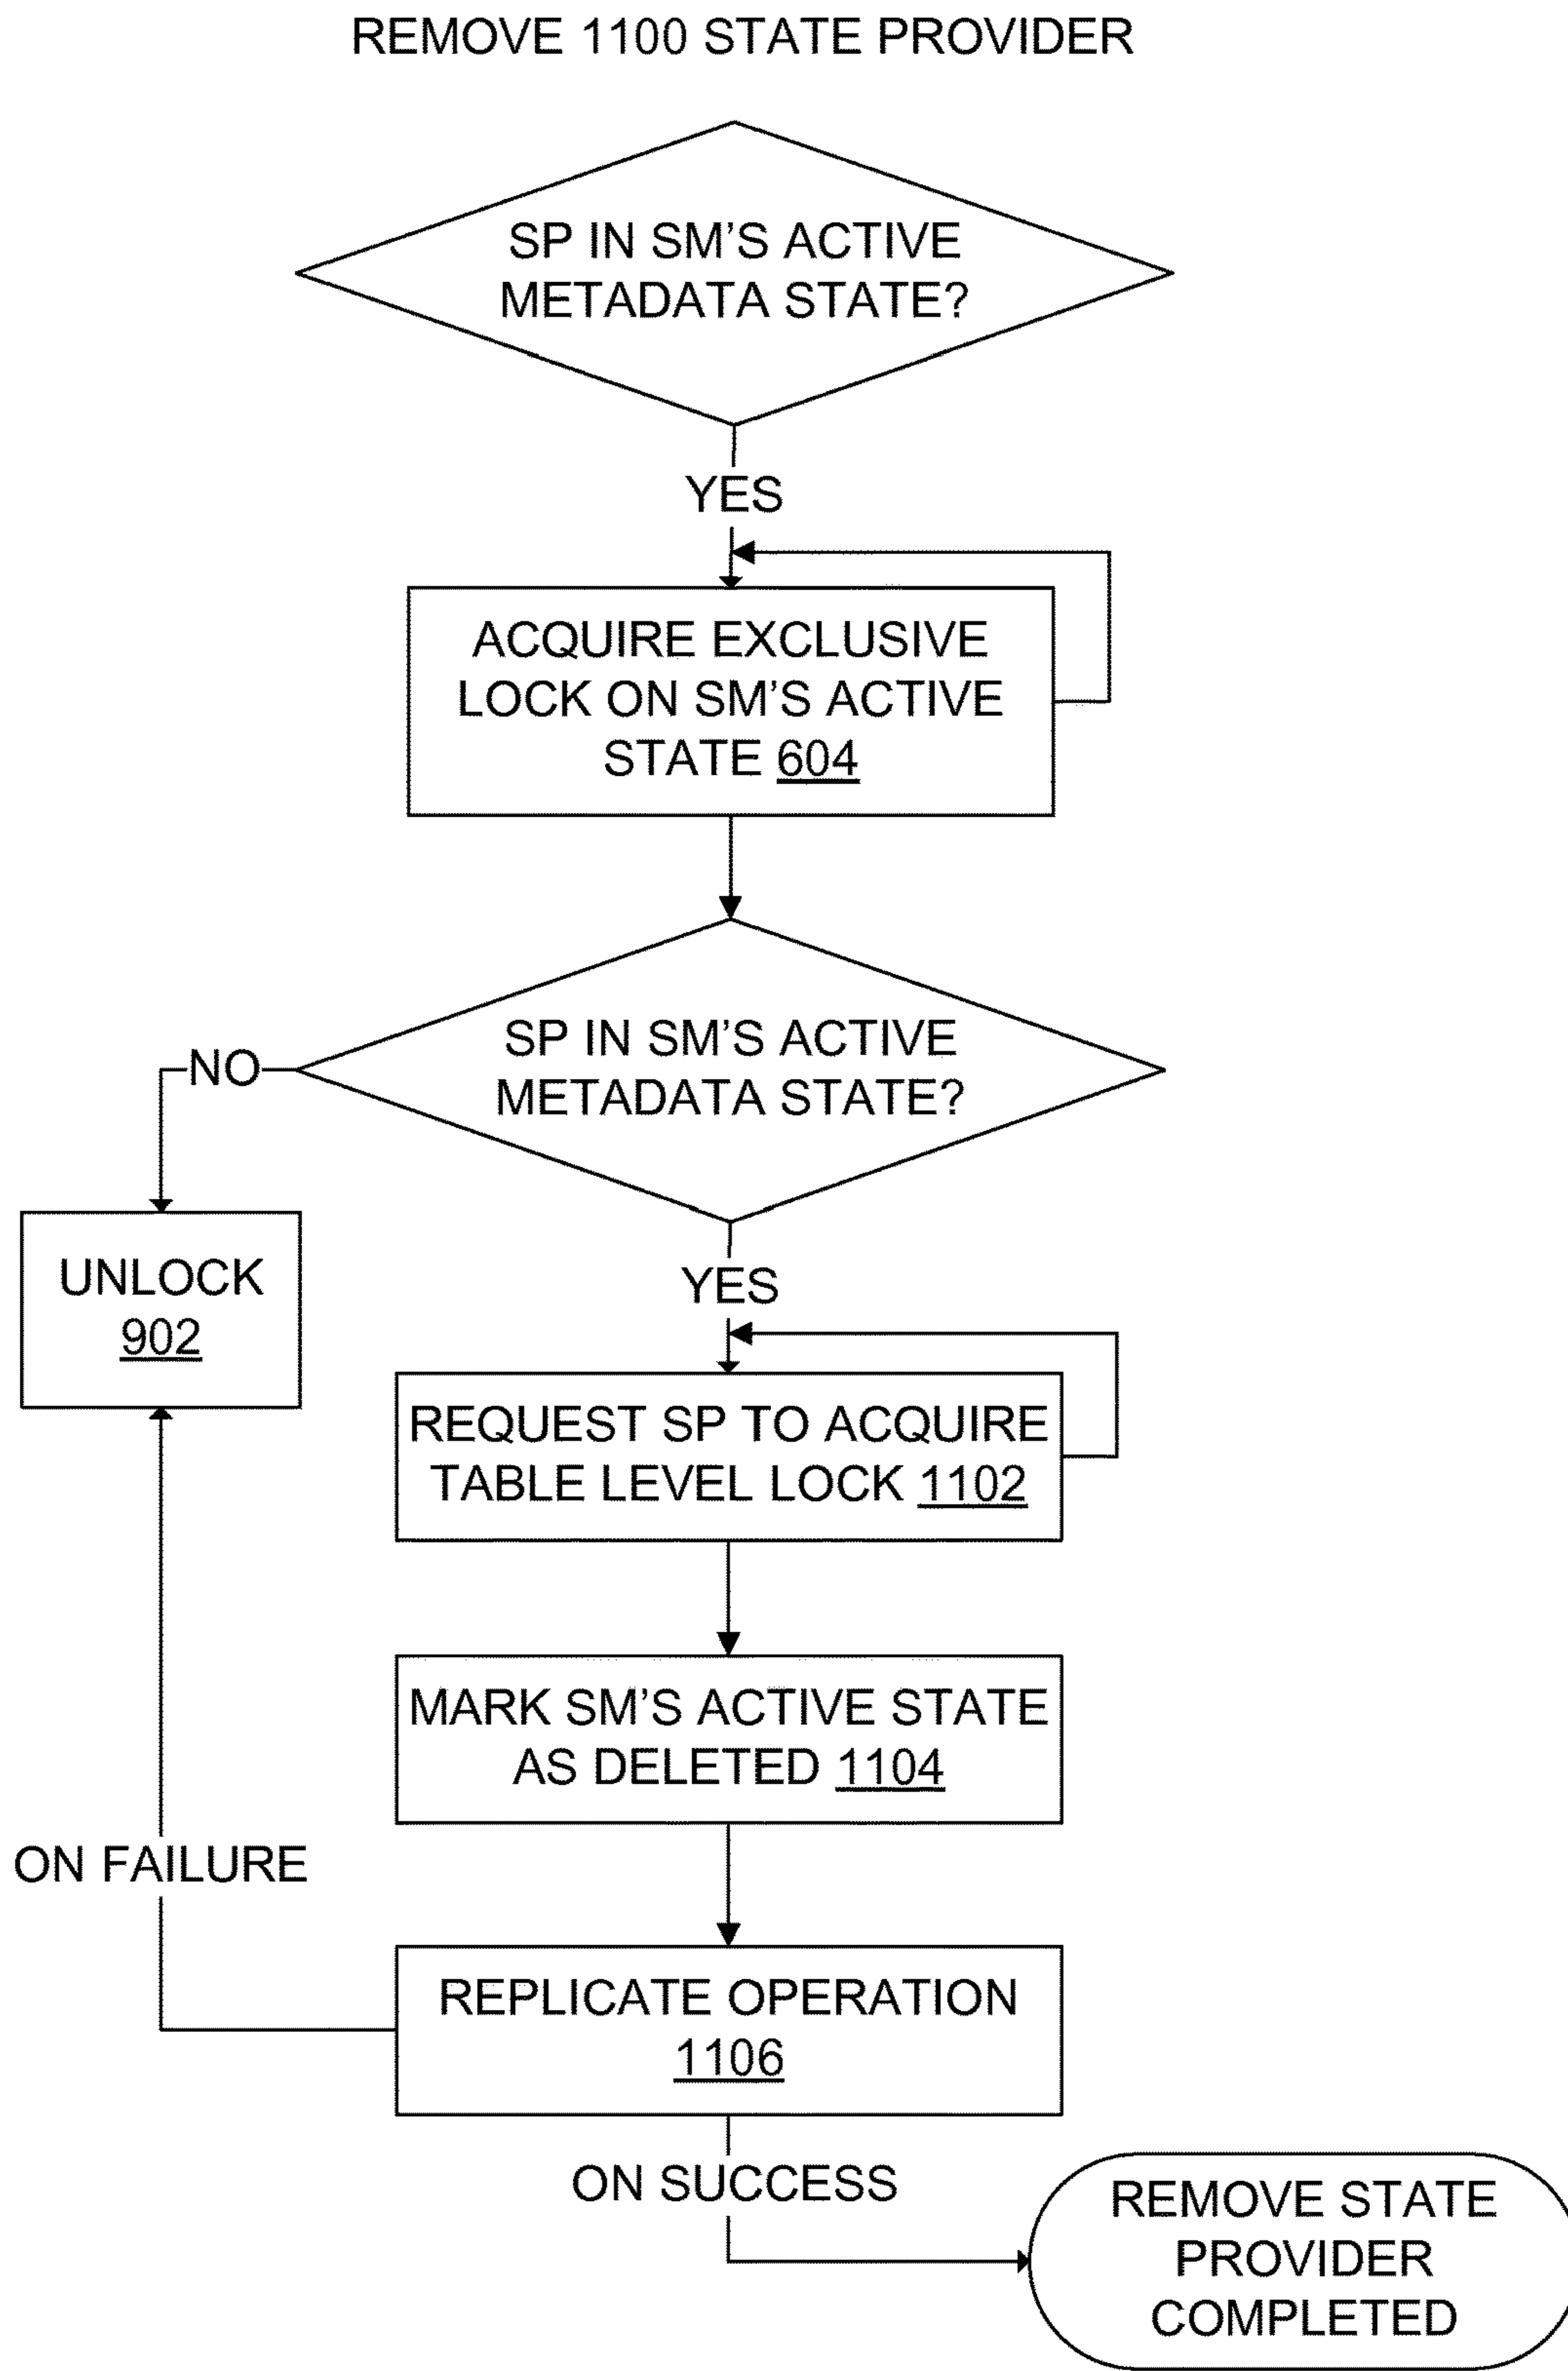 REMOVE 1100 STATE PROVIDER
SP IN SM'S ACTIVE
METADATA STATE?
YES
ACQUIRE EXCLUSIVE
LOCK ON SM'S ACTIVE
STATE 604
SP IN SM'S ACTIVE
METADATA STATE?
NO
UNLOCK
902
YES
REQUEST SP TO ACQUIRE
TABLE LEVEL LOCK 1102
MARK SM'S ACTIVE STATE
AS DELETED 1104
ON FAILURE
REPLICATE OPERATION
1106
ON SUCCESS
REMOVE STATE
PROVIDER
COMPLETED